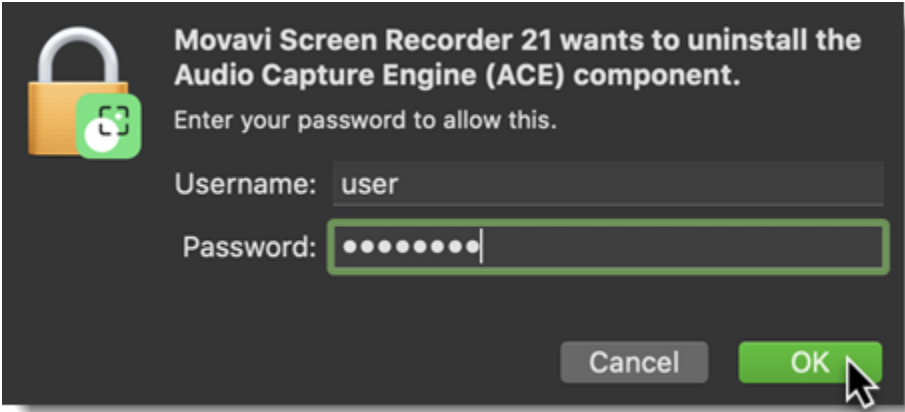 Movavi Screen Recorder 21 wants to uninstall the
Audio Capture Engine (ACE) component.
Enter your password to allow this.
Username: user
Password: ••••••••
Cancel OK